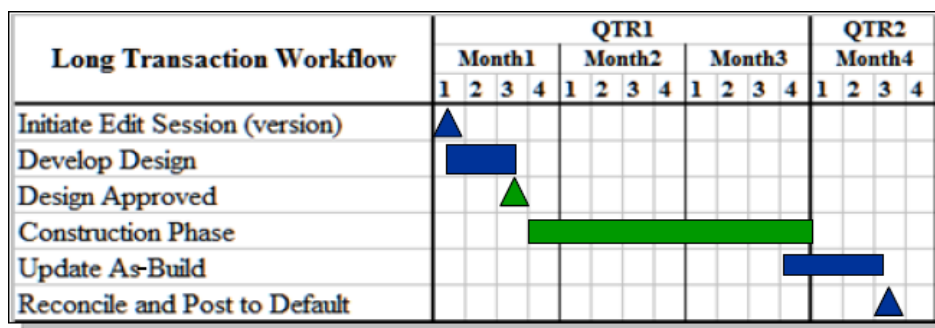 QTR1 QTR2
Long Transaction Workflow Month1 Month2 Month3 Month4
1 2 3 4 1 2 3 4 1 2 3 4 1 2 3 4
Initiate Edit Session (version)
Develop Design
Design Approved
Construction Phase
Update As-Build
Reconcile and Post to Default